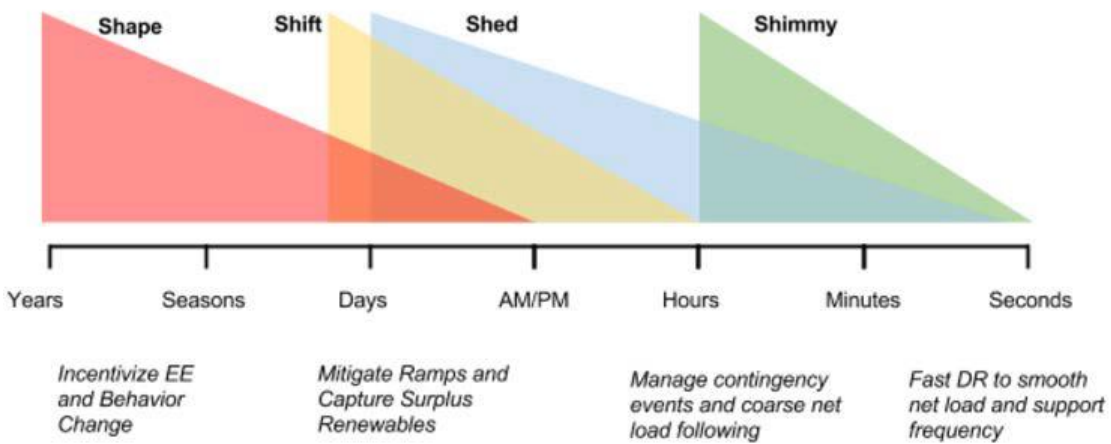 Shape Shift Shed Shimmy
Years Seasons Days AM/PM Hours Minutes Seconds
Incentivize EE
and Behavior
Change
Mitigate Ramps and
Capture Surplus
Renewables
Manage contingency
events and coarse net
load following
Fast DR to smooth
net load and support
frequency